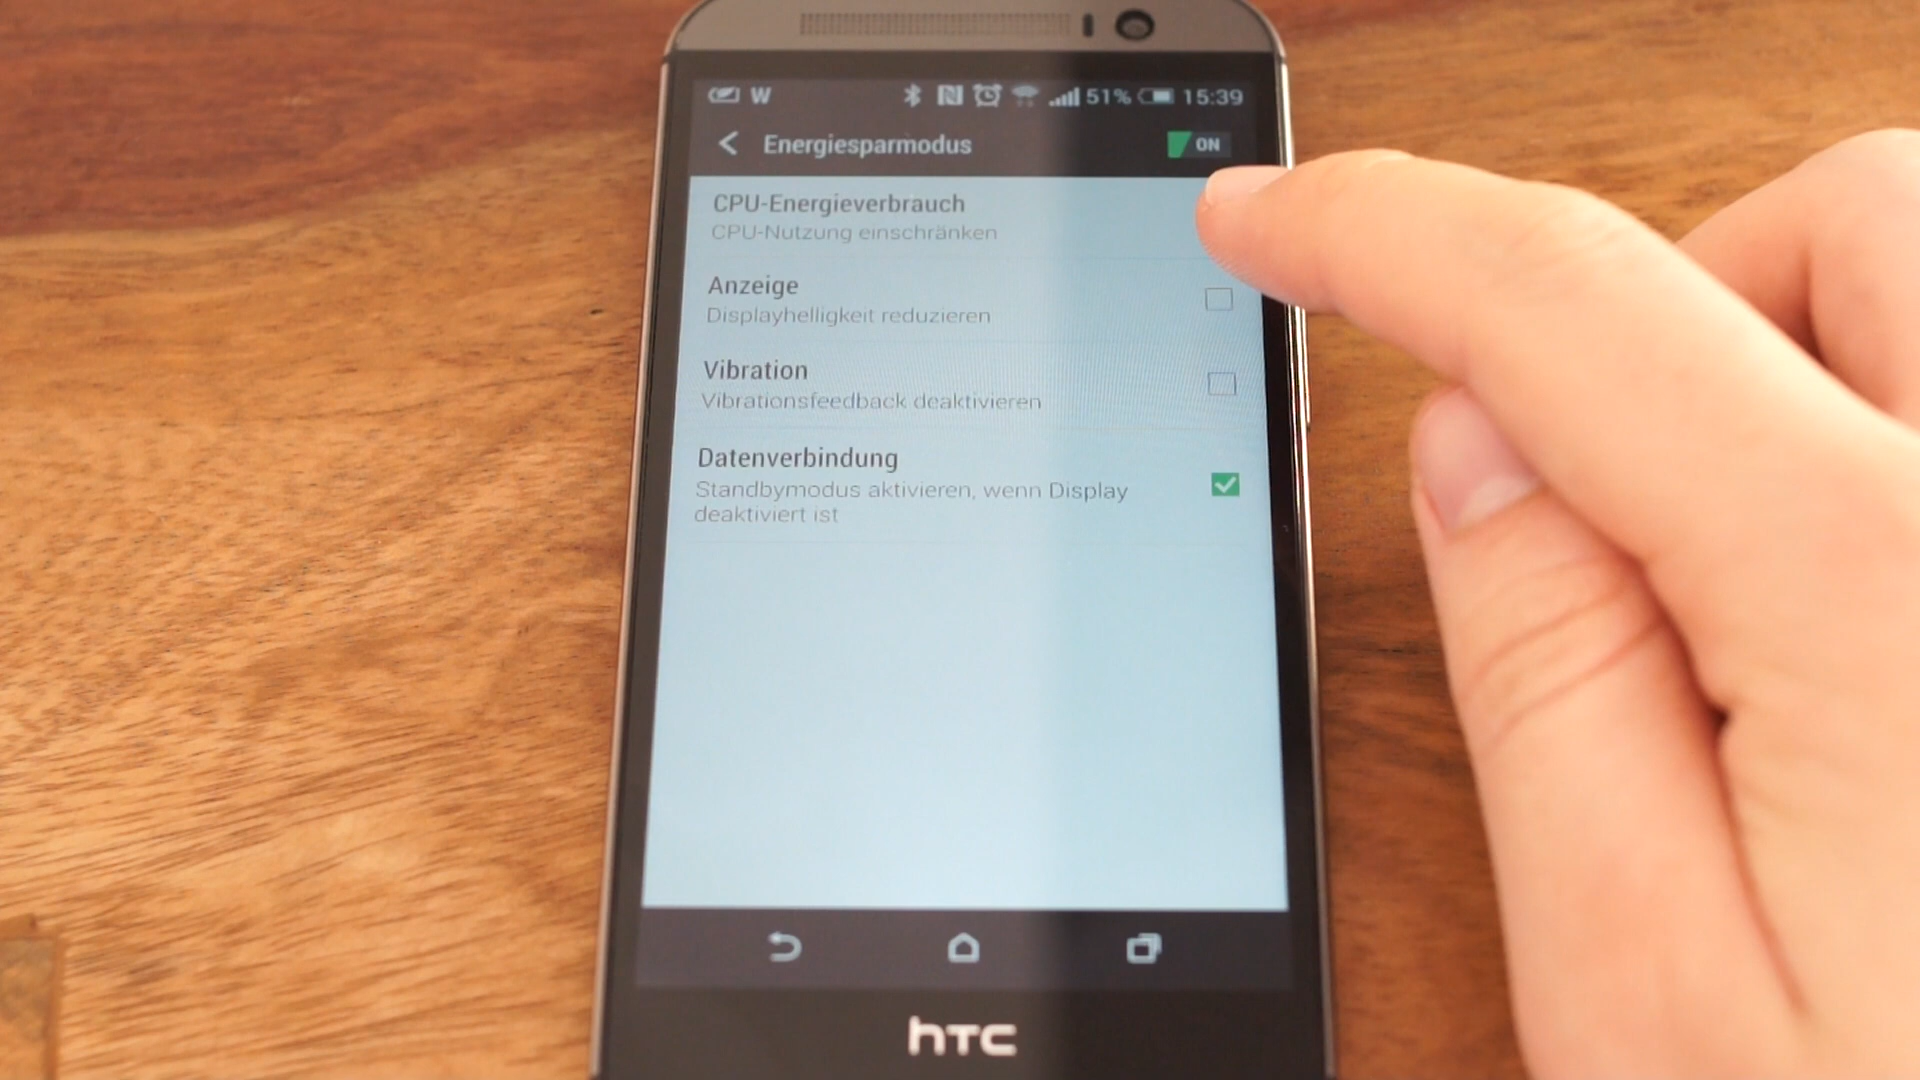 W 51% 15:39
Energiesparmodus ON
CPU-Energieverbrauch
CPU-Nutzung einschränken
Anzeige
Displayhelligkeit reduzieren
Vibration
Vibrationsfeedback deaktivieren
Datenverbindung
Standbymodus aktivieren, wenn Display
deaktiviert ist
hTC